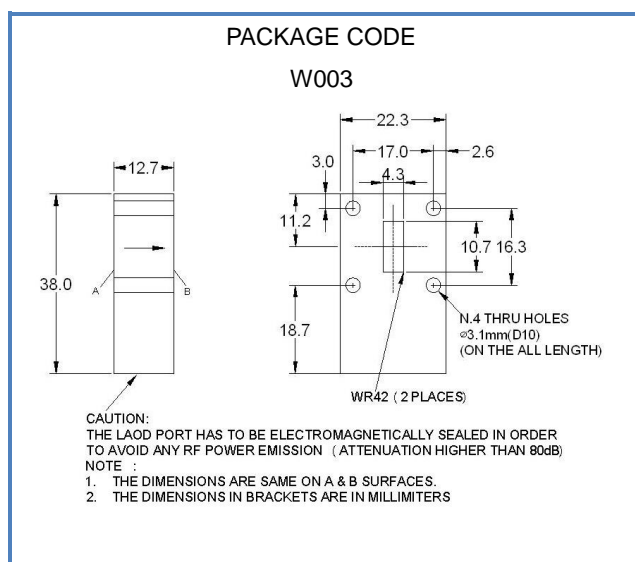 PACKAGE CODE
W003
22.3
17.0
2.6
3.0
4.3
12.7
11.2
10.7 16.3
38.0
A
B
18.7
N.4 THRU HOLES
⌀3.1mm(D10)
(ON THE ALL LENGTH)
WR42 ( 2 PLACES)
CAUTION:
THE LAOD PORT HAS TO BE ELECTROMAGNETICALLY SEALED IN ORDER
TO AVOID ANY RF POWER EMISSION ( ATTENUATION HIGHER THAN 80dB)
NOTE :
1. THE DIMENSIONS ARE SAME ON A & B SURFACES.
2. THE DIMENSIONS IN BRACKETS ARE IN MILLIMITERS